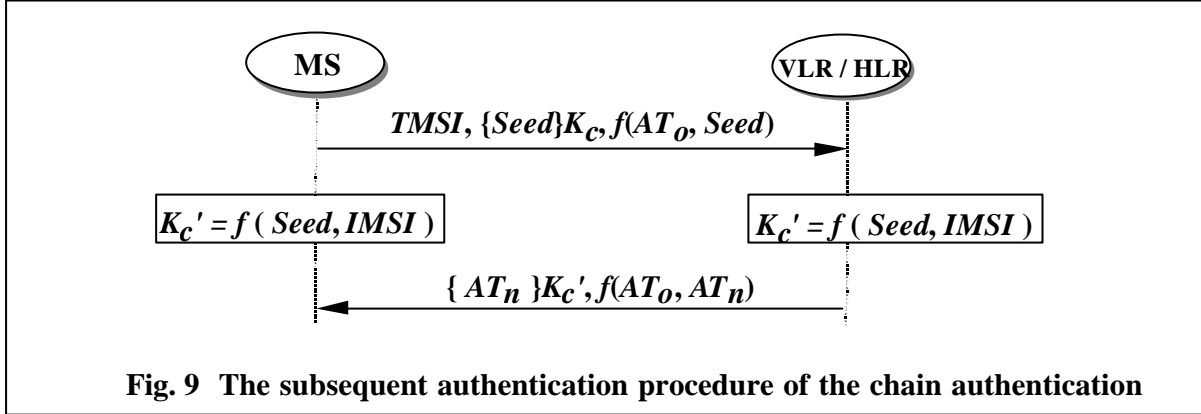 MS
VLR / HLR
TMSI, {Seed}Kc, f(ATo, Seed)
Kc' = f ( Seed, IMSI )
Kc' = f ( Seed, IMSI )
{ ATn }Kc', f(ATo, ATn)
Fig. 9 The subsequent authentication procedure of the chain authentication